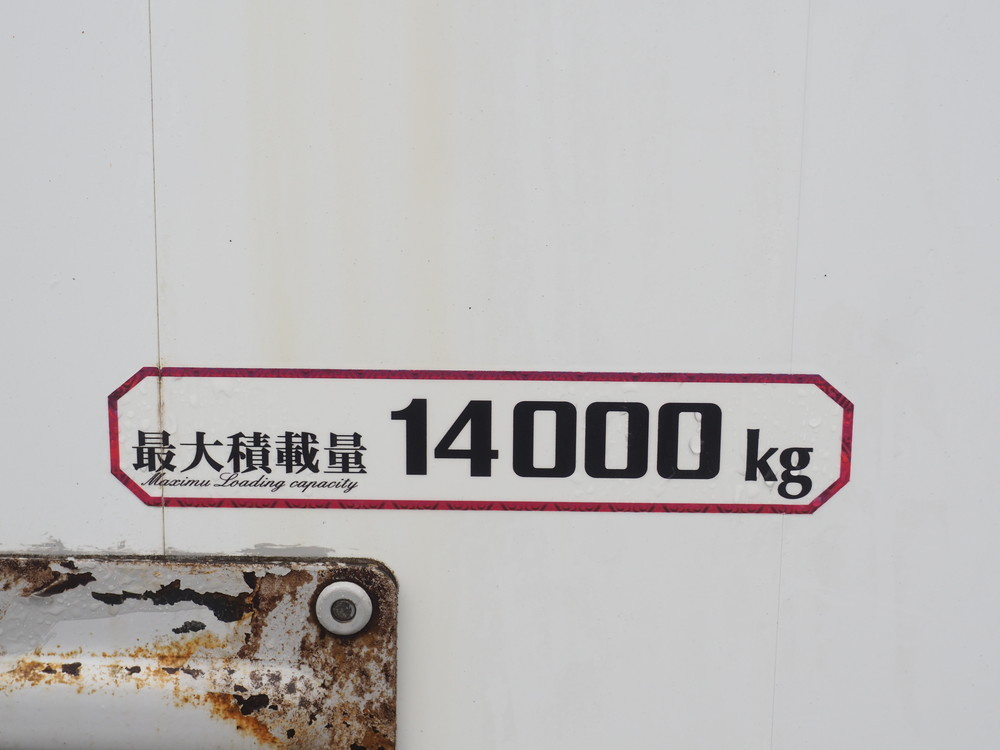 最大積載量 14000 kg
Maximu Loading capacity